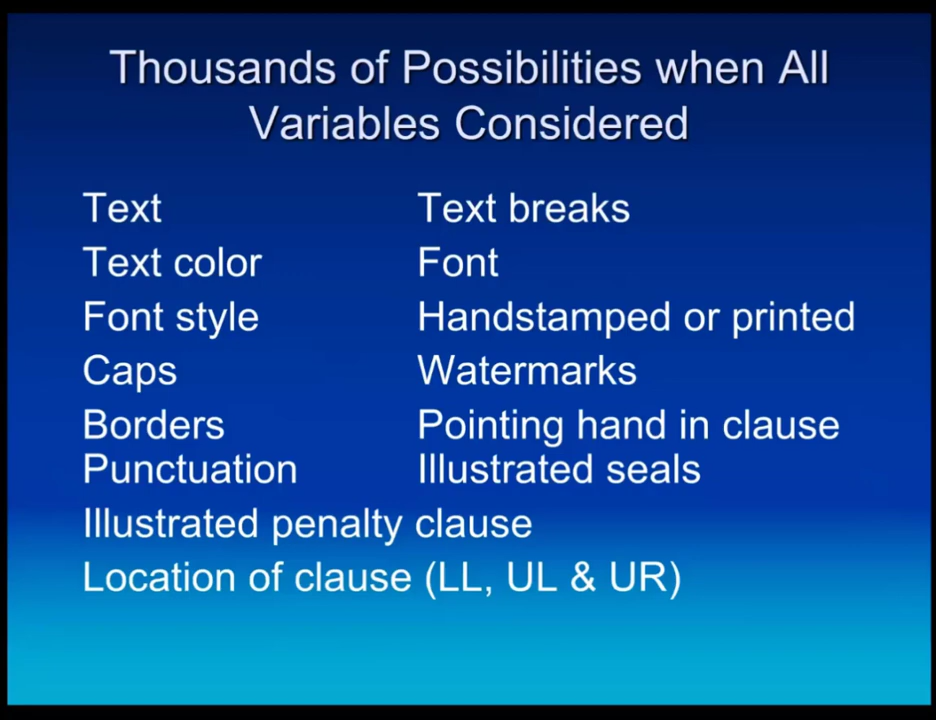 Thousands of Possibilities when All
Variables Considered
Text Text breaks
Text color Font
Font style Handstamped or printed
Caps Watermarks
Borders Pointing hand in clause
Punctuation Illustrated seals
Illustrated penalty clause
Location of clause (LL, UL & UR)